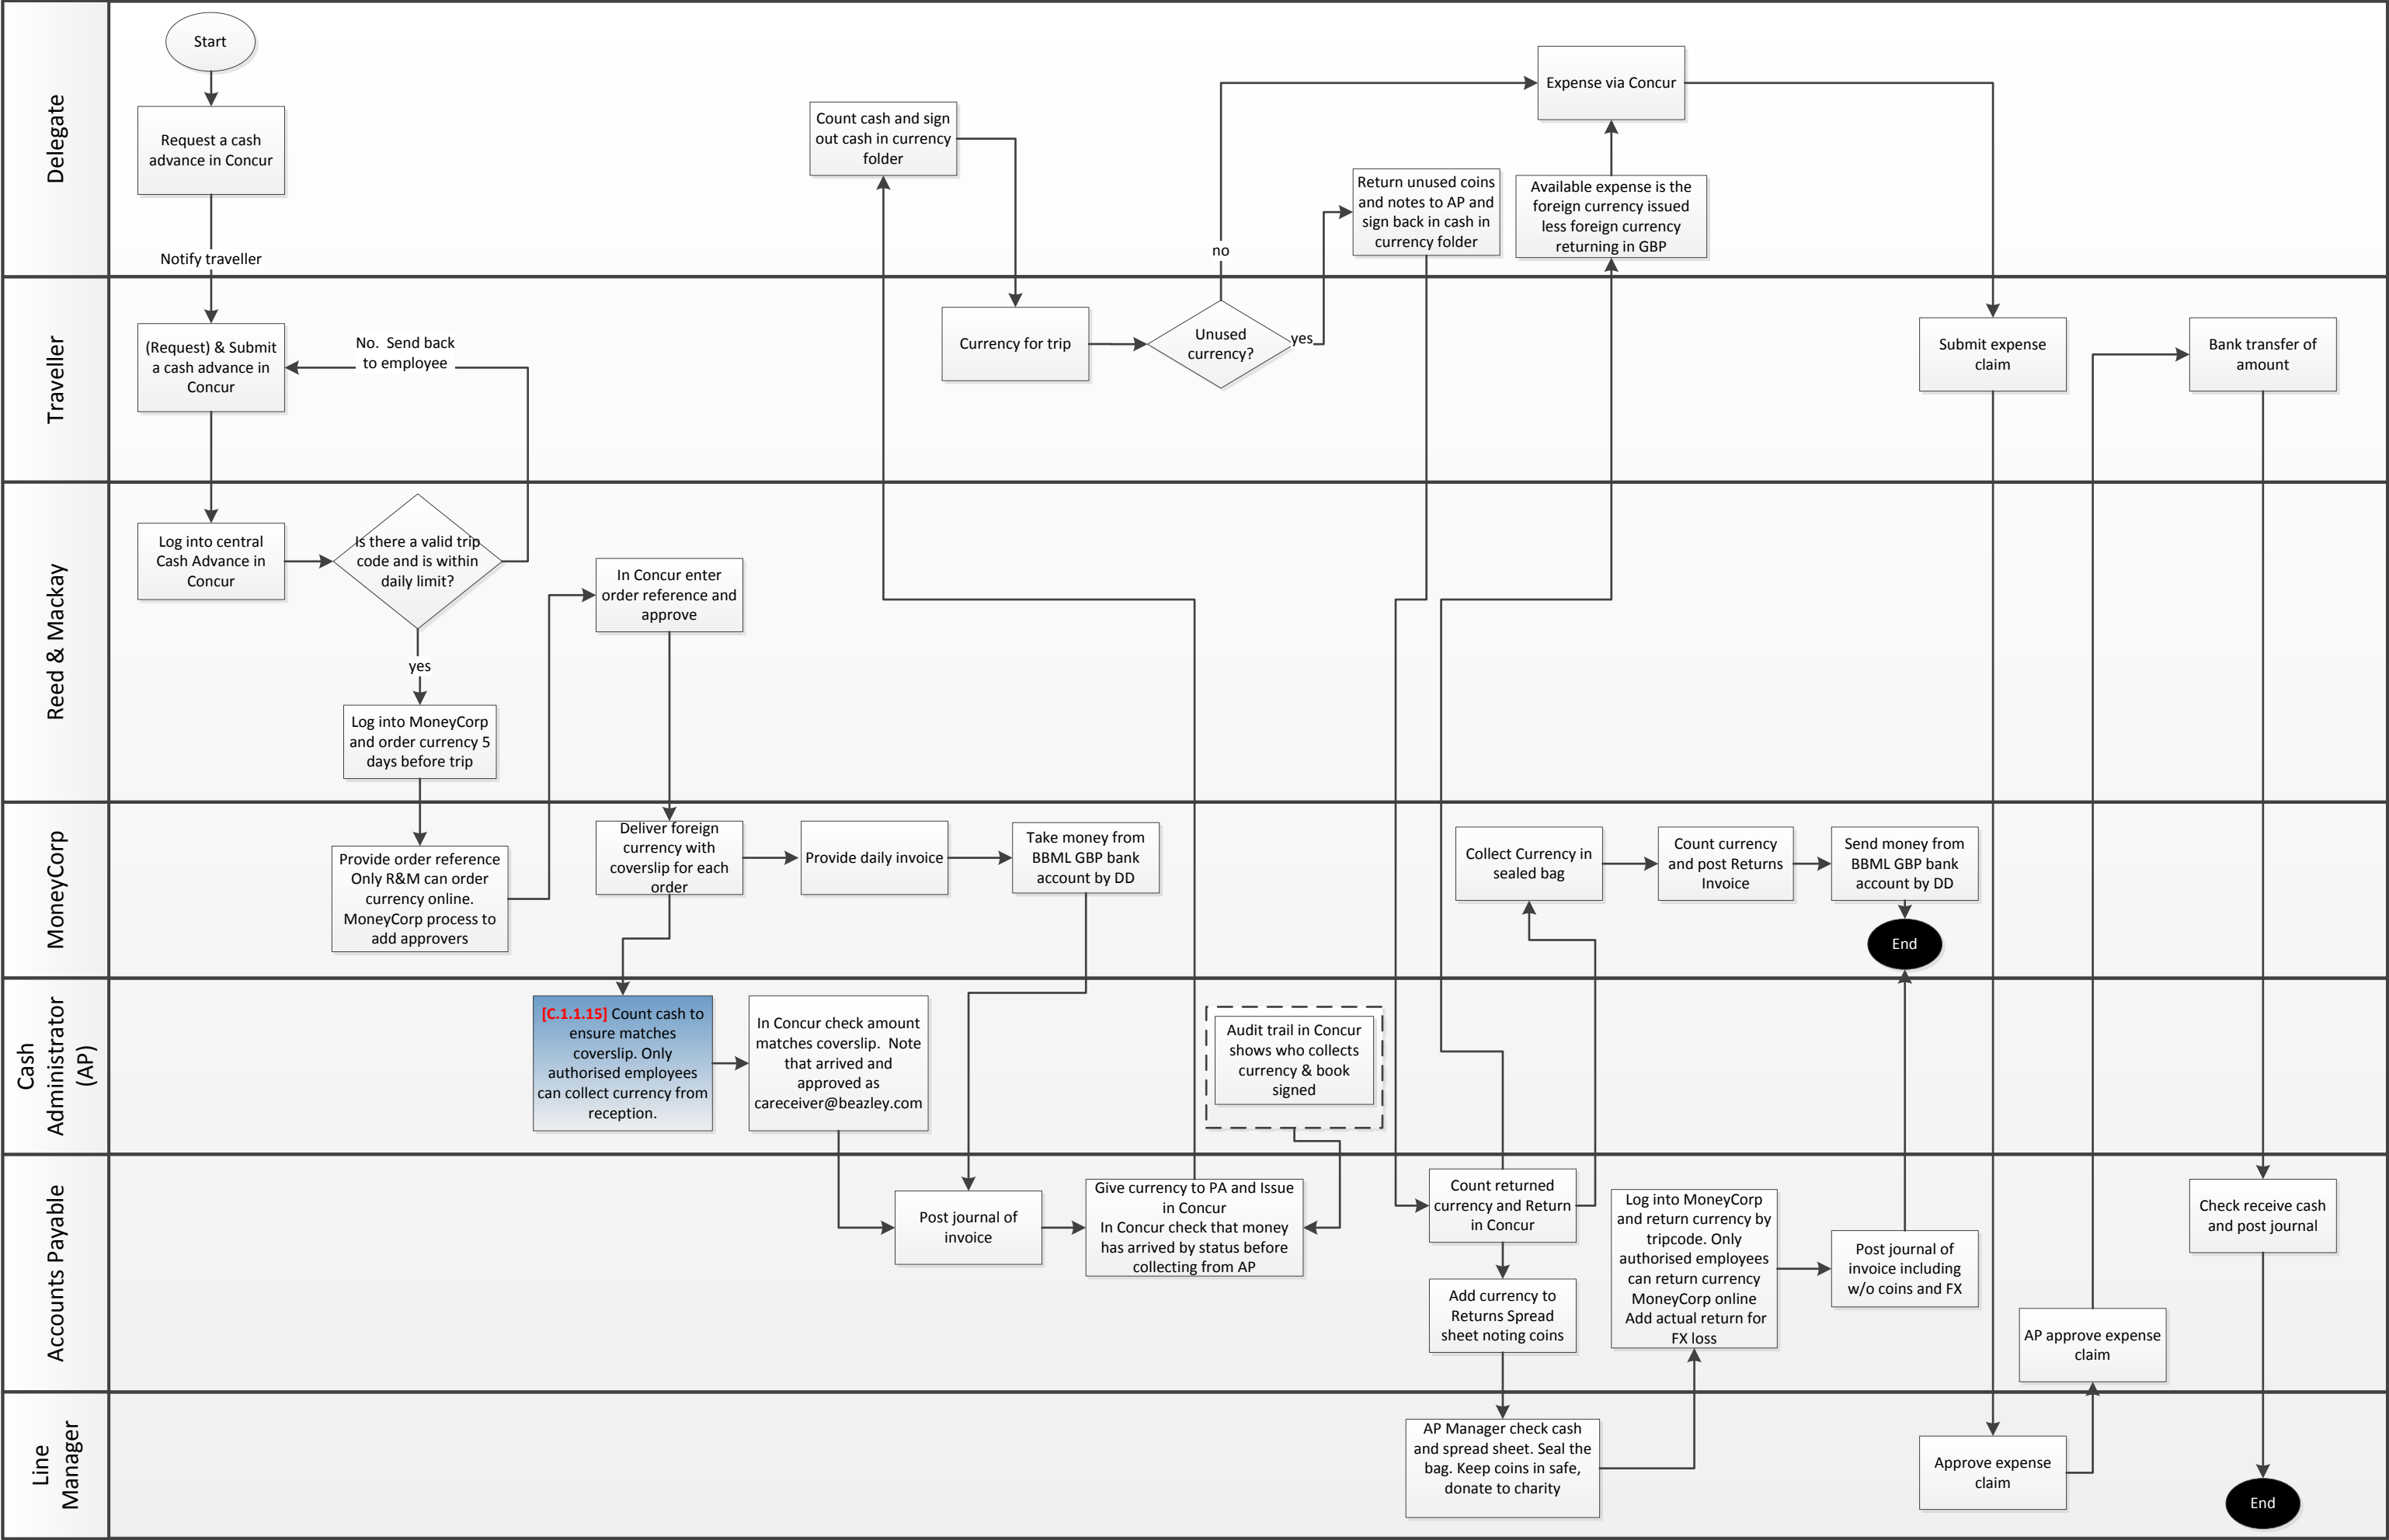 Delegate
Start
Request a cash
advance in Concur
Notify traveller
Count cash and sign
out cash in currency
folder
no
Return unused coins
and notes to AP and
sign back in cash in
currency folder
Expense via Concur
Available expense is the
foreign currency issued
less foreign currency
returning in GBP
Traveller
(Request) & Submit
a cash advance in
Concur
No.  Send back
to employee
Currency for trip
Unused
currency?
yes
Submit expense
claim
Bank transfer of
amount
Reed & Mackay
Log into central
Cash Advance in
Concur
Is there a valid trip
code and is within
daily limit?
yes
In Concur enter
order reference and
approve
Log into MoneyCorp
and order currency 5
days before trip
MoneyCorp
Provide order reference
Only R&M can order
currency online.
MoneyCorp process to
add approvers
Deliver foreign
currency with
coverslip for each
order
Provide daily invoice
Take money from
BBML GBP bank
account by DD
Collect Currency in
sealed bag
Count currency
and post Returns
Invoice
Send money from
BBML GBP bank
account by DD
End
Cash
Administrator
(AP)
[C.1.1.15] Count cash to
ensure matches
coverslip. Only
authorised employees
can collect currency from
reception.
In Concur check amount
matches coverslip.  Note
that arrived and
approved as
careceiver@beazley.com
Audit trail in Concur
shows who collects
currency & book
signed
Accounts Payable
Post journal of
invoice
Give currency to PA and Issue
in Concur
In Concur check that money
has arrived by status before
collecting from AP
Count returned
currency and Return
in Concur
Add currency to
Returns Spread
sheet noting coins
Log into MoneyCorp
and return currency by
tripcode. Only
authorised employees
can return currency
MoneyCorp online
Add actual return for
FX loss
Post journal of
invoice including
w/o coins and FX
AP approve expense
claim
Check receive cash
and post journal
Line
Manager
AP Manager check cash
and spread sheet. Seal the
bag. Keep coins in safe,
donate to charity
Approve expense
claim
End